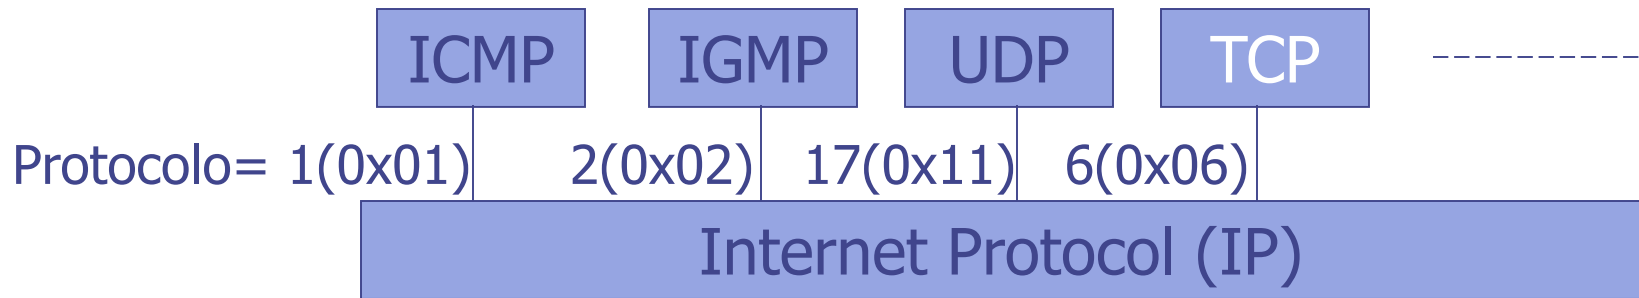 ICMP IGMP UDP TCP
Protocolo= 1(0x01) 2(0x02) 17(0x11) 6(0x06)
Internet Protocol (IP)